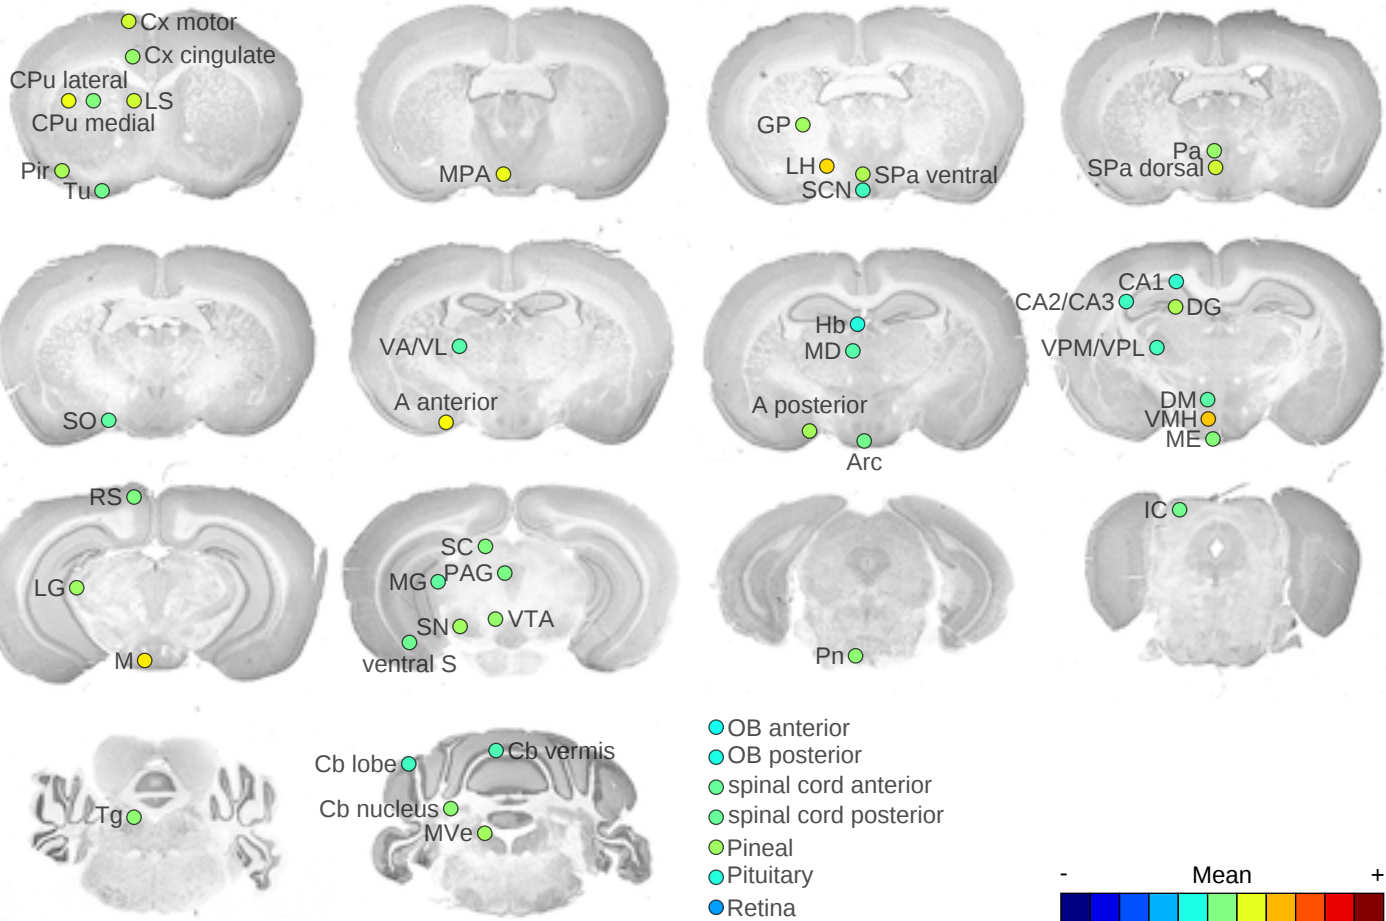 Cx motor
Cx cingulate
CPu lateral
LS
CPu medial
Pir
Tu
MPA
GP
LH
SPa ventral
SCN
Pa
SPa dorsal
SO
VA/VL
A anterior
Hb
MD
A posterior
Arc
CA1
CA2/CA3
DG
VPM/VPL
DM
VMH
ME
RS
LG
M
SC
PAG
MG
VTA
SN
ventral S
Pn
IC
Tg
Cb vermis
Cb lobe
Cb nucleus
MVe
OB anterior
OB posterior
spinal cord anterior
spinal cord posterior
Pineal
Pituitary
Retina
- Mean +